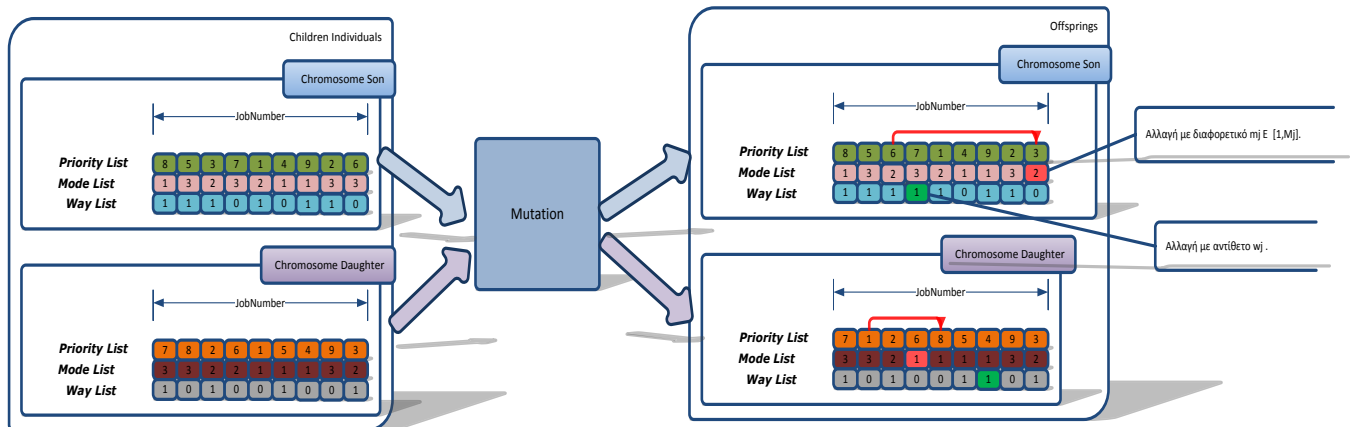 Children Individuals
Chromosome Son
JobNumber
Priority List 8 5 3 7 1 4 9 2 6
Mode List 1 3 2 3 2 1 1 3 3
Way List 1 1 1 0 1 0 1 1 0
Chromosome Daughter
JobNumber
Priority List 7 8 2 6 1 5 4 9 3
Mode List 3 3 2 2 1 1 1 3 2
Way List 1 0 1 0 0 1 0 0 1
Mutation
Offsprings
Chromosome Son
JobNumber
Priority List 8 5 6 7 1 4 9 2 3
Mode List 1 3 2 3 2 1 1 3 2
Way List 1 1 1 1 1 0 1 1 0
Chromosome Daughter
JobNumber
Priority List 7 1 2 6 8 5 4 9 3
Mode List 3 3 2 1 1 1 1 3 2
Way List 1 0 1 0 0 1 1 0 1
Αλλαγή με διαφορετικό mj E [1,Mj].
Αλλαγή με αντίθετο wj .